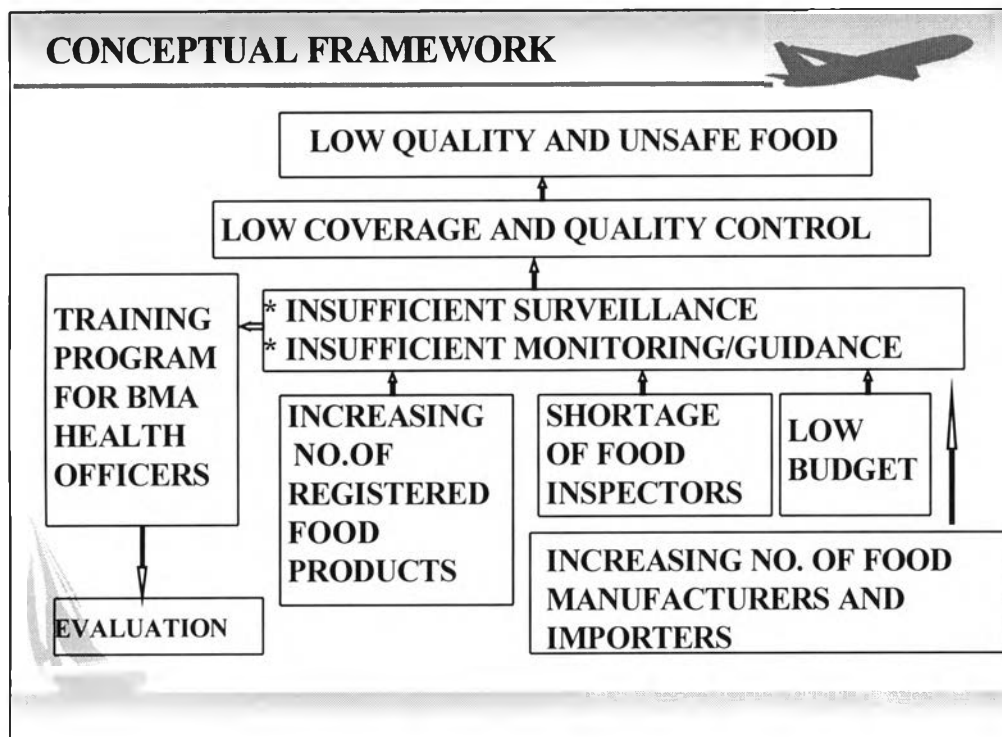 CONCEPTUAL FRAMEWORK
LOW QUALITY AND UNSAFE FOOD
LOW COVERAGE AND QUALITY CONTROL
* INSUFFICIENT SURVEILLANCE
* INSUFFICIENT MONITORING/GUIDANCE
TRAINING
PROGRAM
FOR BMA
HEALTH
OFFICERS
INCREASING
NO.OF
REGISTERED
FOOD
PRODUCTS
SHORTAGE
OF FOOD
INSPECTORS
LOW
BUDGET
INCREASING NO. OF FOOD
MANUFACTURERS AND
IMPORTERS
EVALUATION